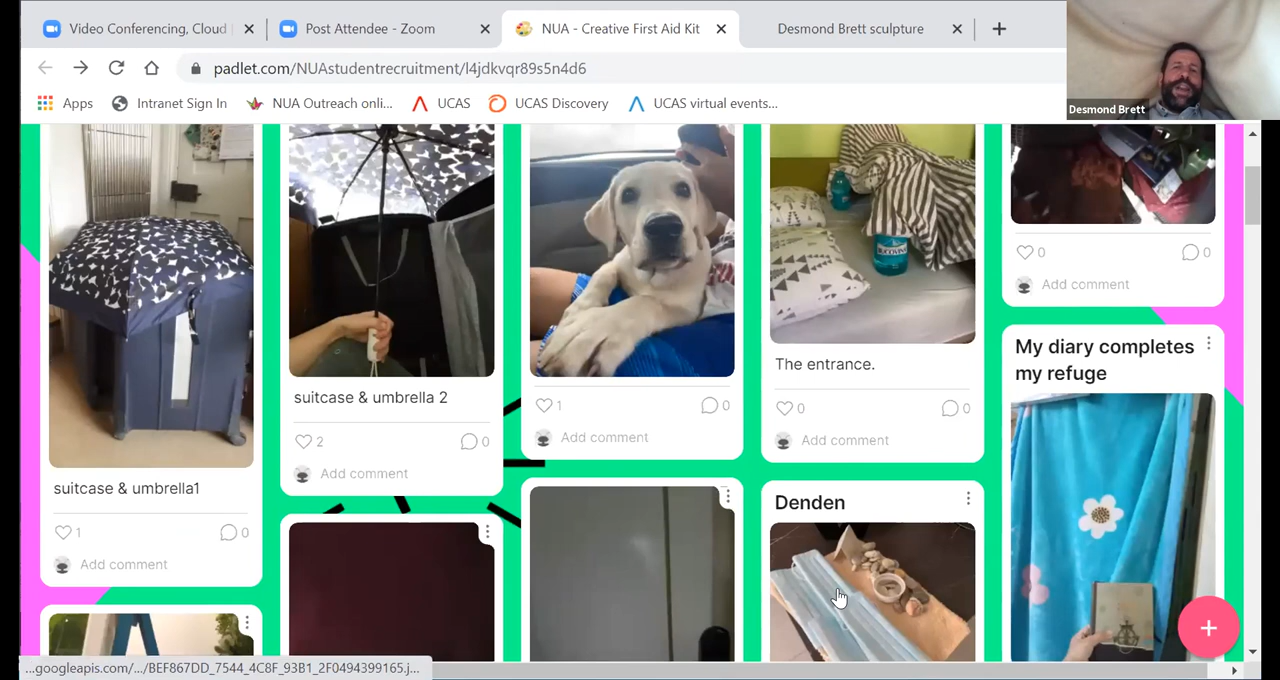 Video Conferencing, Cloud
Post Attendee - Zoom
NUA - Creative First Aid Kit
Desmond Brett sculpture
padlet.com/NUAstudentrecruitment/l4jdkvqr89s5n4d6
Desmond Brett
Apps
Intranet Sign In
NUA Outreach onli...
UCAS
UCAS Discovery
UCAS virtual events...
suitcase & umbrella1
1
0
Add comment
suitcase & umbrella 2
2
0
Add comment
1
0
Add comment
The entrance.
0
0
Add comment
Denden
0
0
Add comment
My diary completes
my refuge
...googleapis.com/.../BEF867DD_7544_4C8F_93B1_2F0494399165.j...